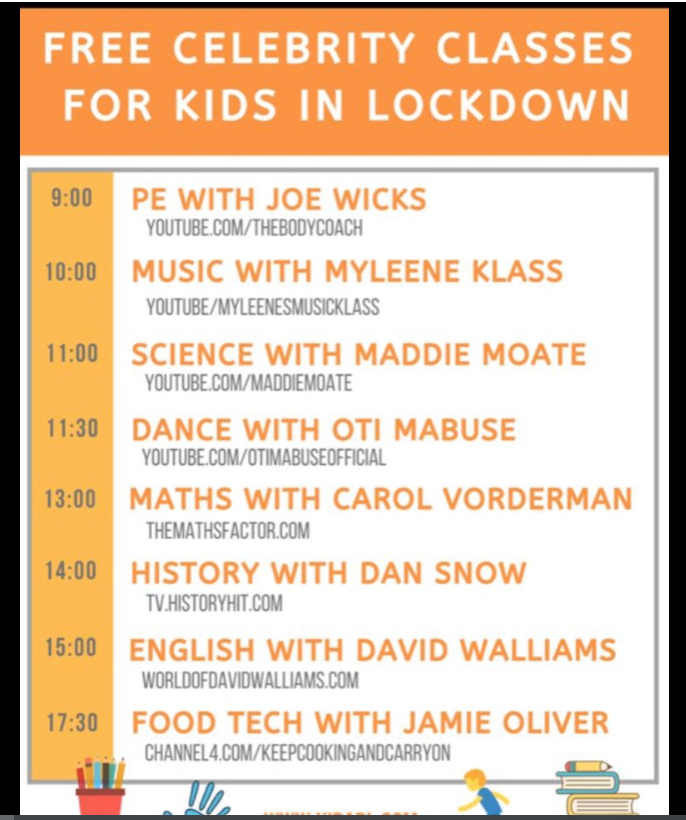 FREE CELEBRITY CLASSES
FOR KIDS IN LOCKDOWN
9:00 PE WITH JOE WICKS
YOUTUBE.COM/THEBODYCOACH
10:00 MUSIC WITH MYLEENE KLASS
YOUTUBE/MYLEENESMUSICKLASS
11:00 SCIENCE WITH MADDIE MOATE
YOUTUBE.COM/MADDIEMOATE
11:30 DANCE WITH OTI MABUSE
YOUTUBE.COM/OTIMABUSEOFFICIAL
13:00 MATHS WITH CAROL VORDERMAN
THEMATHSFACTOR.COM
14:00 HISTORY WITH DAN SNOW
TV.HISTORYHIT.COM
15:00 ENGLISH WITH DAVID WALLIAMS
WORLDOFDAVIDWALLIAMS.COM
17:30 FOOD TECH WITH JAMIE OLIVER
CHANNEL4.COM/KEEPCOOKINGANDCARRYON